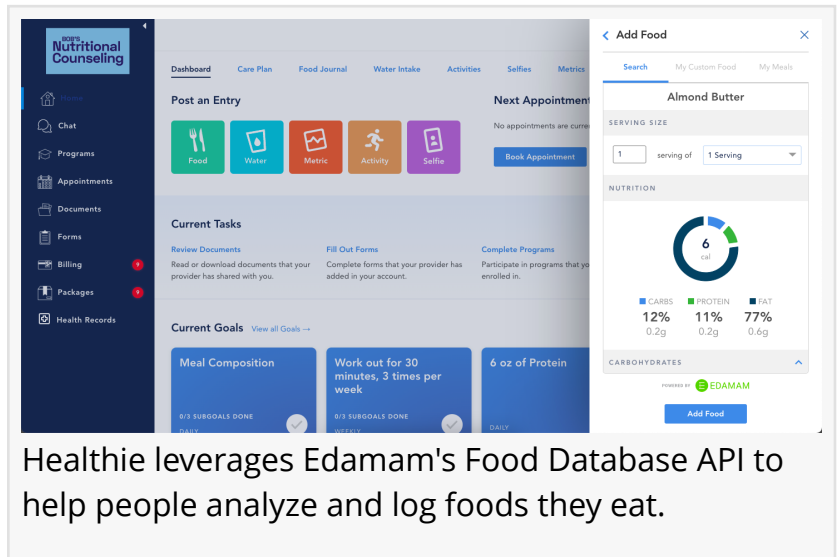 BOB'S
Nutritional
Counseling
Home
Chat
Programs
Appointments
Documents
Forms
Billing
9
Packages
9
Health Records
Dashboard Care Plan Food Journal Water Intake Activities Selfies Metrics
Post an Entry
Food Water Metric Activity Selfie
Next Appointment
No appointments are curre
Book Appointment
Current Tasks
Review Documents
Read or download documents that your
provider has shared with you.
Fill Out Forms
Complete forms that your provider has
added in your account.
Complete Programs
Participate in programs that yo
enrolled in.
Current Goals View all Goals →
Meal Composition
0/3 SUBGOALS DONE
DAILY
Work out for 30
minutes, 3 times per
week
0/3 SUBGOALS DONE
WEEKLY
6 oz of Protein
DAILY
Add Food
Search My Custom Food My Meals
Almond Butter
SERVING SIZE
1 serving of 1 Serving
NUTRITION
6
cal
CARBS PROTEIN FAT
12% 11% 77%
0.2g 0.2g 0.6g
CARBOHYDRATES
POWERED BY EDAMAM
Add Food
Healthie leverages Edamam's Food Database API to
help people analyze and log foods they eat.